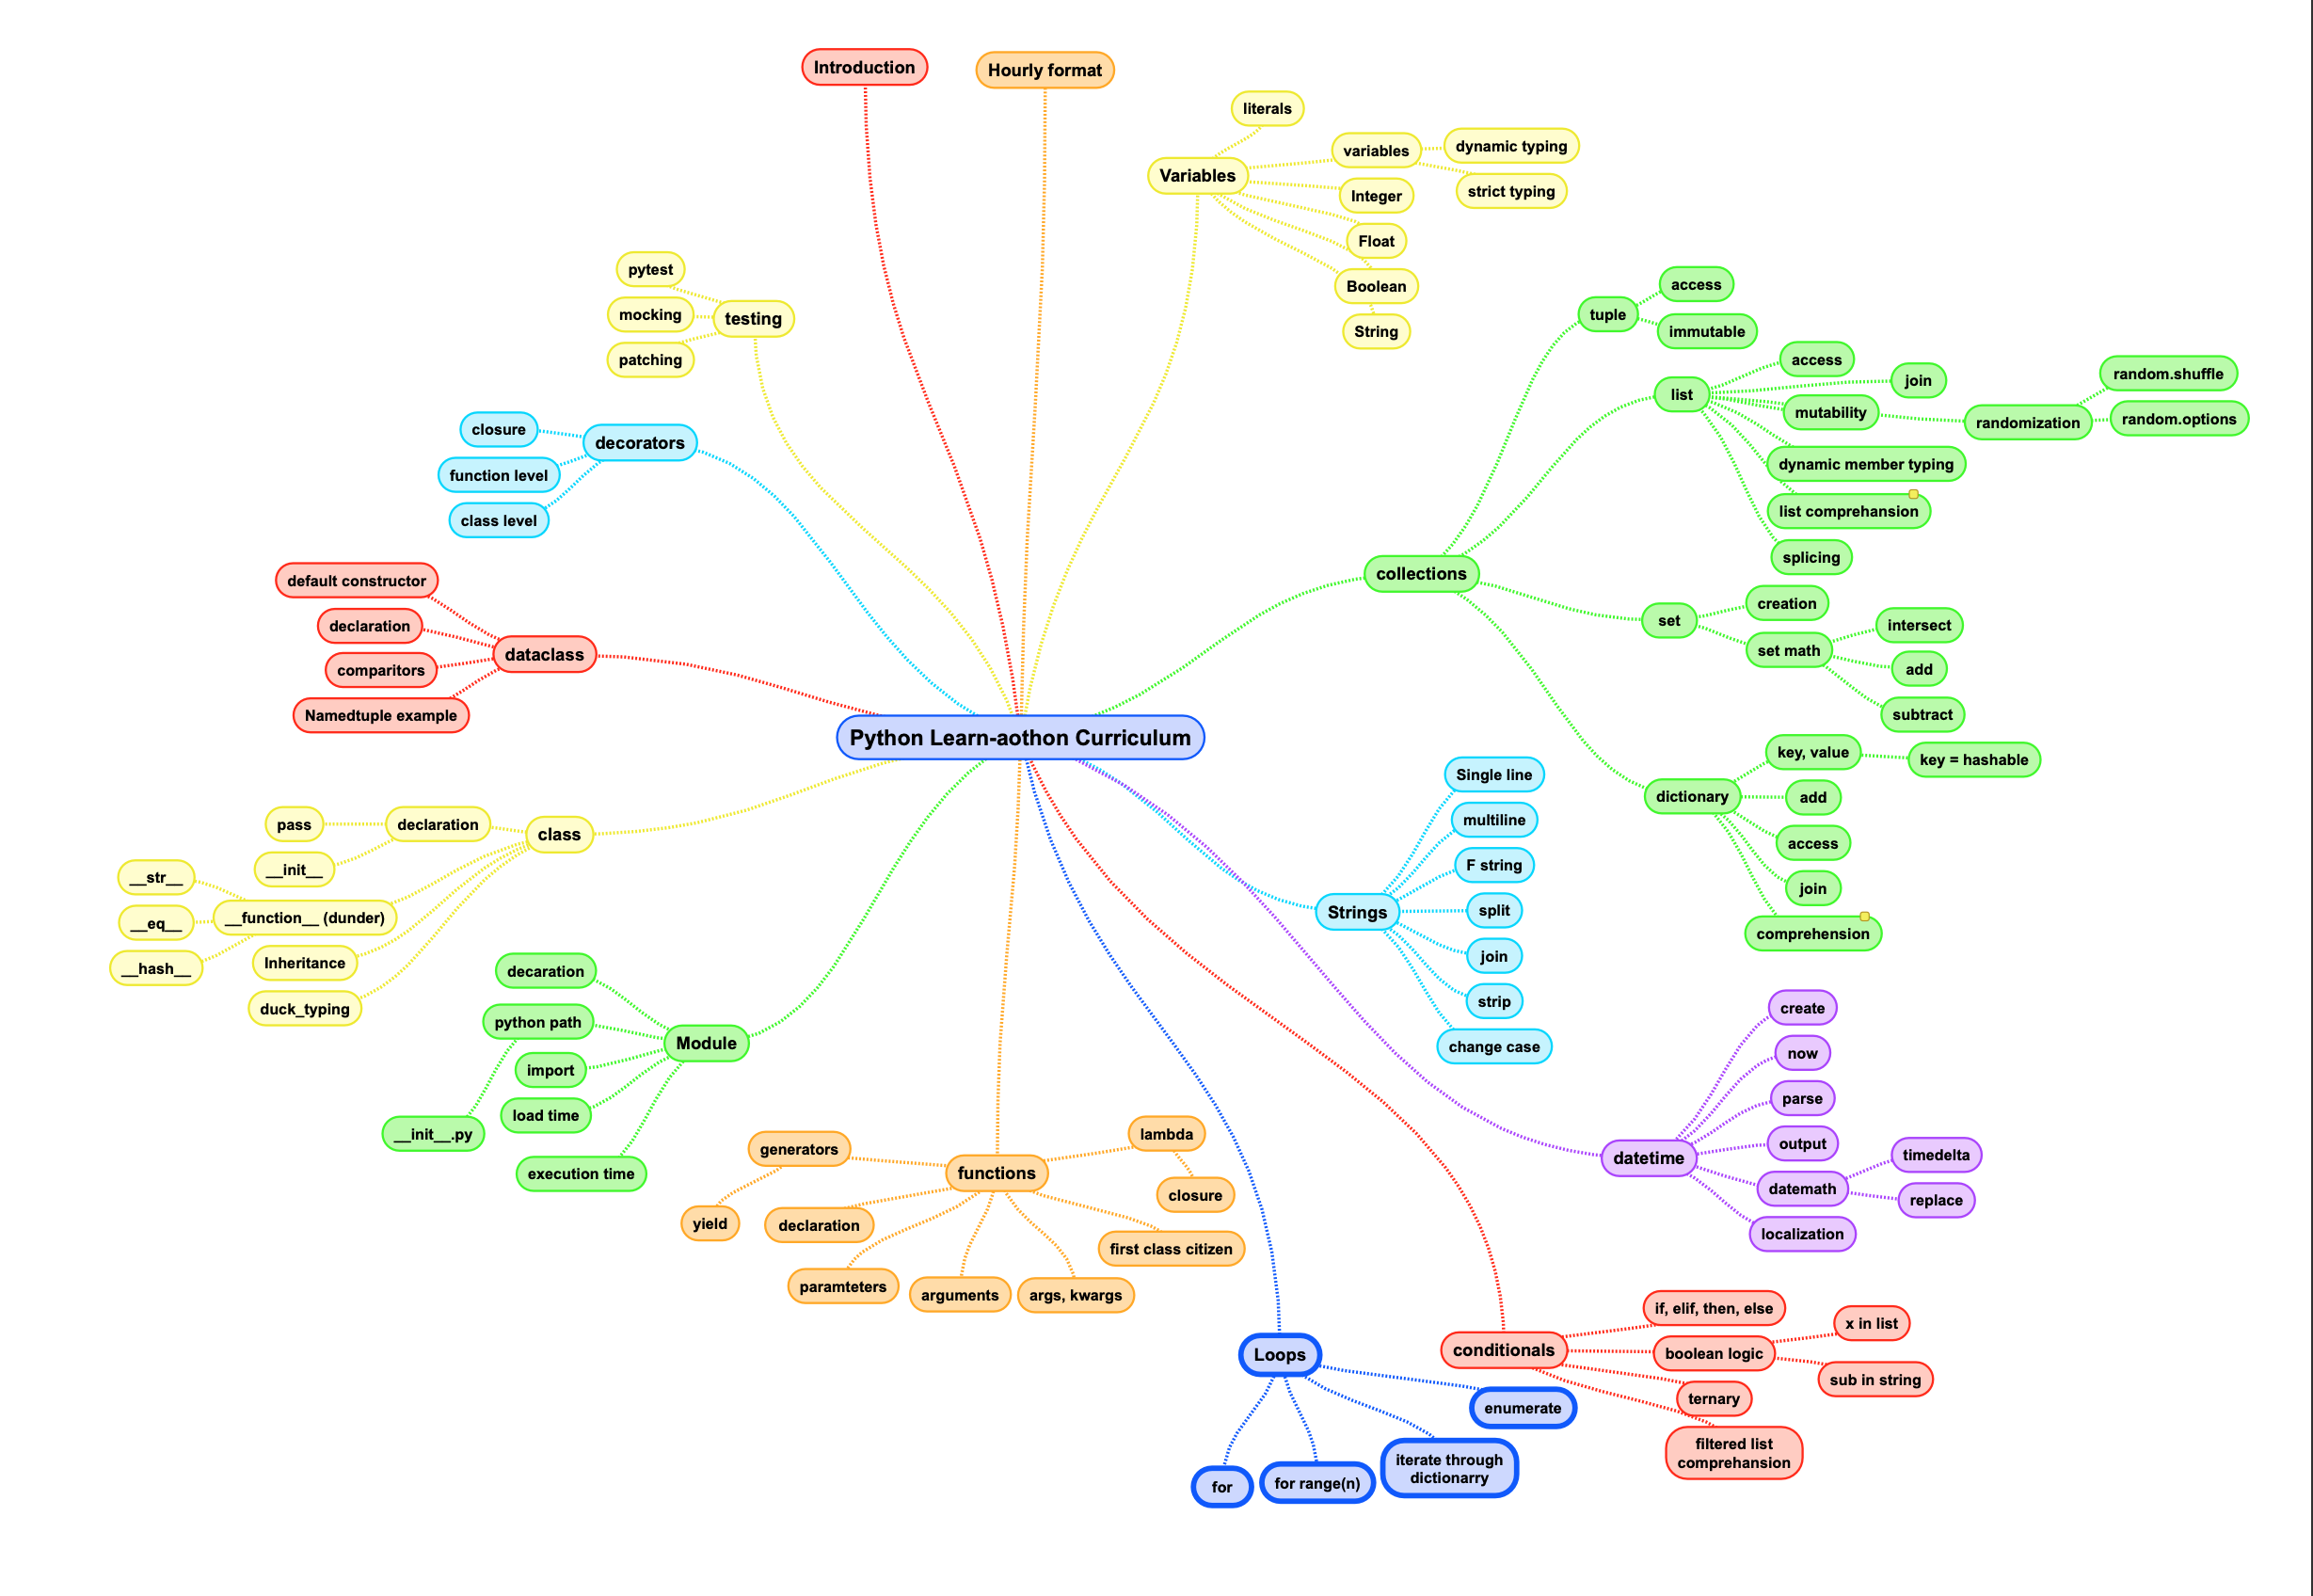 Introduction
Hourly format
literals
Variables
variables
dynamic typing
strict typing
Integer
Float
Boolean
String
pytest
mocking
patching
testing
closure
function level
class level
decorators
default constructor
declaration
comparitors
Namedtuple example
dataclass
Python Learn-aothon Curriculum
collections
tuple
access
immutable
list
access
join
mutability
randomization
random.shuffle
random.options
dynamic member typing
list comprehansion
splicing
set
creation
set math
intersect
add
subtract
dictionary
key, value
key = hashable
add
access
join
comprehension
class
declaration
pass
__init__
__function__ (dunder)
__str__
__eq__
__hash__
Inheritance
duck_typing
Module
decaration
python path
__init__.py
import
load time
execution time
Strings
Single line
multiline
F string
split
join
strip
change case
datetime
create
now
parse
output
datemath
timedelta
replace
localization
functions
generators
yield
declaration
paramteters
arguments
args, kwargs
first class citizen
lambda
closure
Loops
for
for range(n)
iterate through
dictionarry
enumerate
conditionals
if, elif, then, else
boolean logic
x in list
sub in string
ternary
filtered list
comprehansion